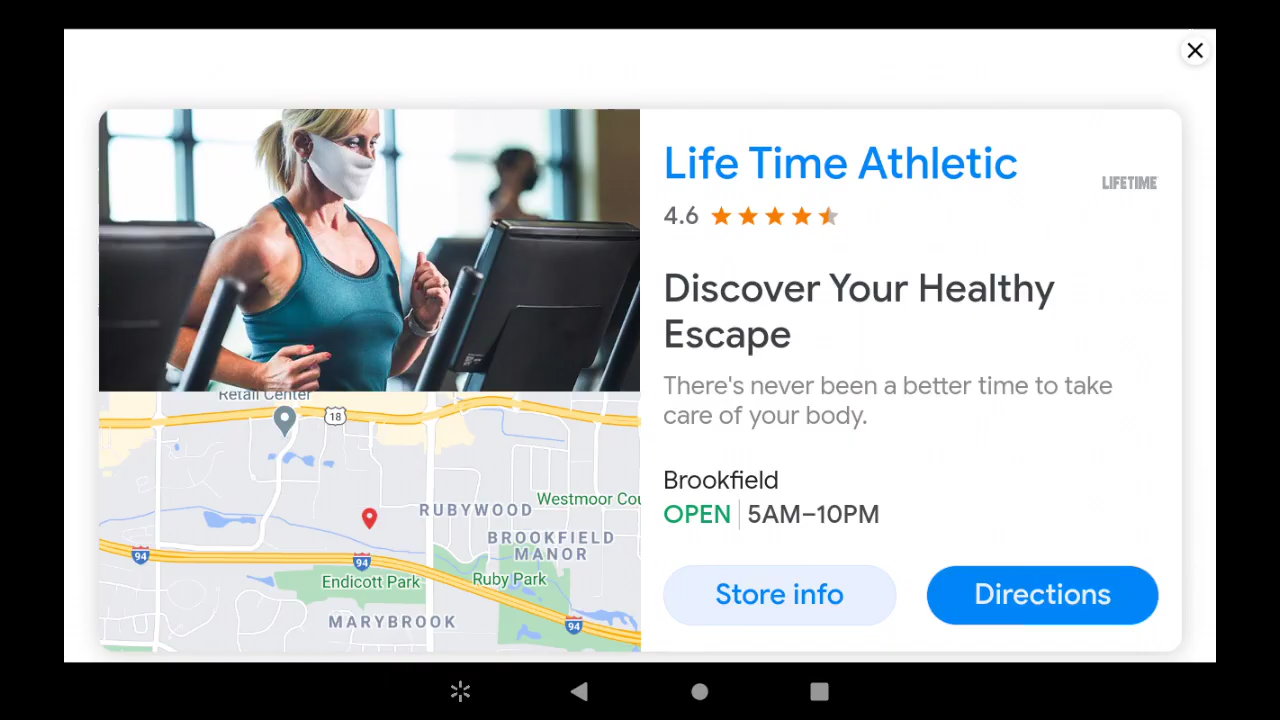 Life Time Athletic
LIFETIME
4.6
Discover Your Healthy
Escape
There's never been a better time to take
care of your body.
Brookfield
OPEN 5AM–10PM
Store info
Directions
Retail Center
18
Westmoor Cou
RUBYWOOD
BROOKFIELD
MANOR
94
94
Endicott Park
Ruby Park
MARYBROOK
94